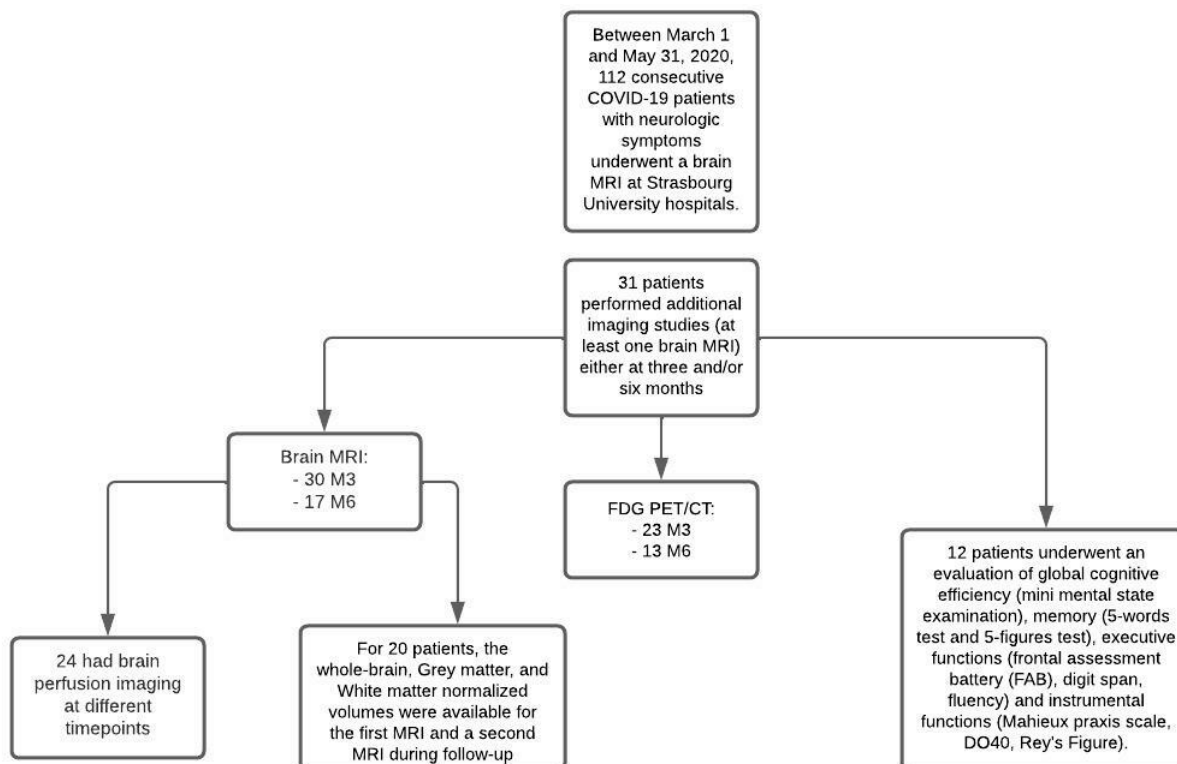 Between March 1
and May 31, 2020,
112 consecutive
COVID-19 patients
with neurologic
symptoms
underwent a brain
MRI at Strasbourg
University hospitals.
31 patients
performed additional
imaging studies (at
least one brain MRI)
either at three and/or
six months
Brain MRI:
- 30 M3
- 17 M6
FDG PET/CT:
- 23 M3
- 13 M6
12 patients underwent an
evaluation of global cognitive
efficiency (mini mental state
examination), memory (5-words
test and 5-figures test), executive
functions (frontal assessment
battery (FAB), digit span,
fluency) and instrumental
functions (Mahieux praxis scale,
DO40, Rey's Figure).
24 had brain
perfusion imaging
at different
timepoints
For 20 patients, the
whole-brain, Grey matter, and
White matter normalized
volumes were available for
the first MRI and a second
MRI during follow-up